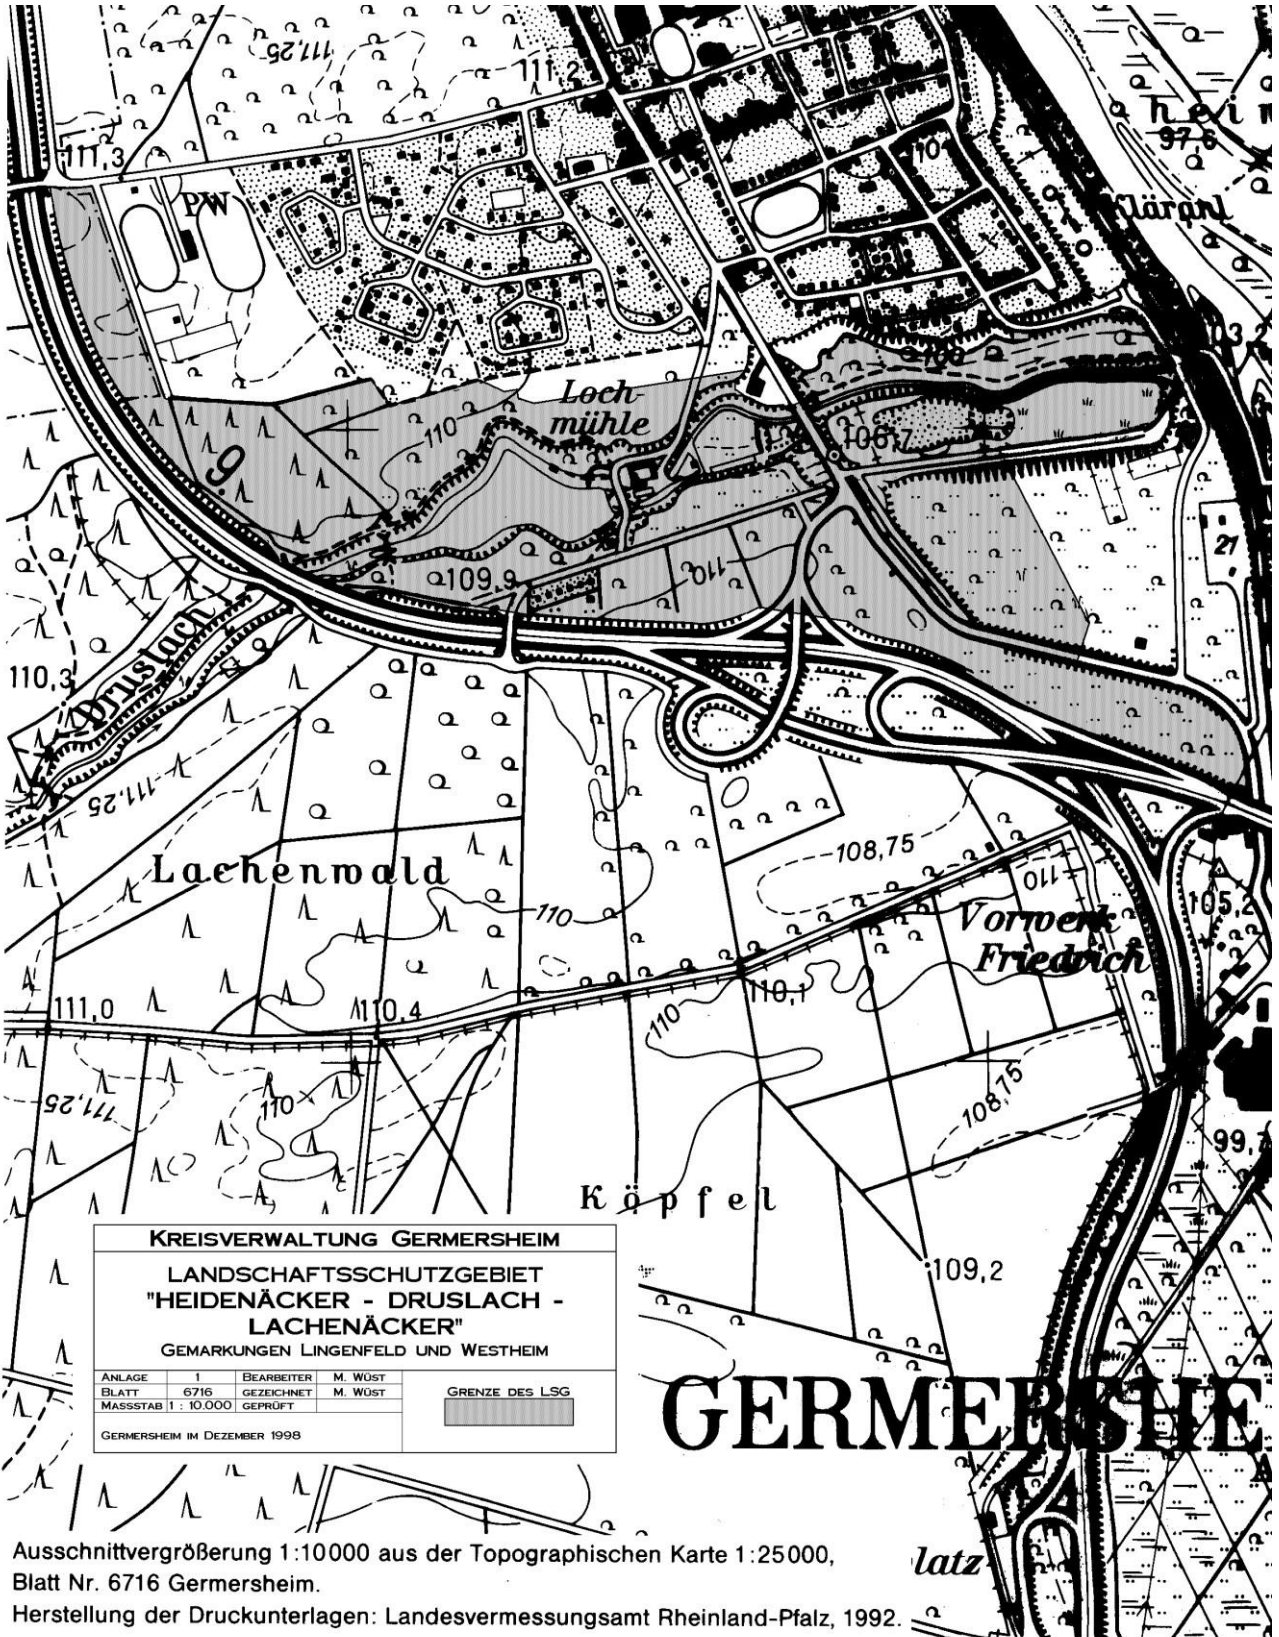 111,25
111,2
hei
97,6
111,3
PW
110
Kläranl
103,2
100
Loch-
mühle
110
106,7
9.
21
109,9
110
Druslach
110,3
111,25
108,75
110
Lachenwald
105,2
110
Vorwerk
Friedrich
111,0
110,4
110,1
110
111,25
110
108,75
99,7
Köpfel
109,2
KREISVERWALTUNG GERMERSHEIM
LANDSCHAFTSSCHUTZGEBIET
"HEIDENÄCKER - DRUSLACH -
LACHENÄCKER"
GEMARKUNGEN LINGENFELD UND WESTHEIM
ANLAGE 1 BEARBEITER M. WÜST
BLATT 6716 GEZEICHNET M. WÜST
MASSSTAB 1 : 10.000 GEPRÜFT
GRENZE DES LSG
GERMERSHEIM IM DEZEMBER 1998
GERMERSHE
latz
Ausschnittvergrößerung 1:10000 aus der Topographischen Karte 1:25000,
Blatt Nr. 6716 Germersheim.
Herstellung der Druckunterlagen: Landesvermessungsamt Rheinland-Pfalz, 1992.